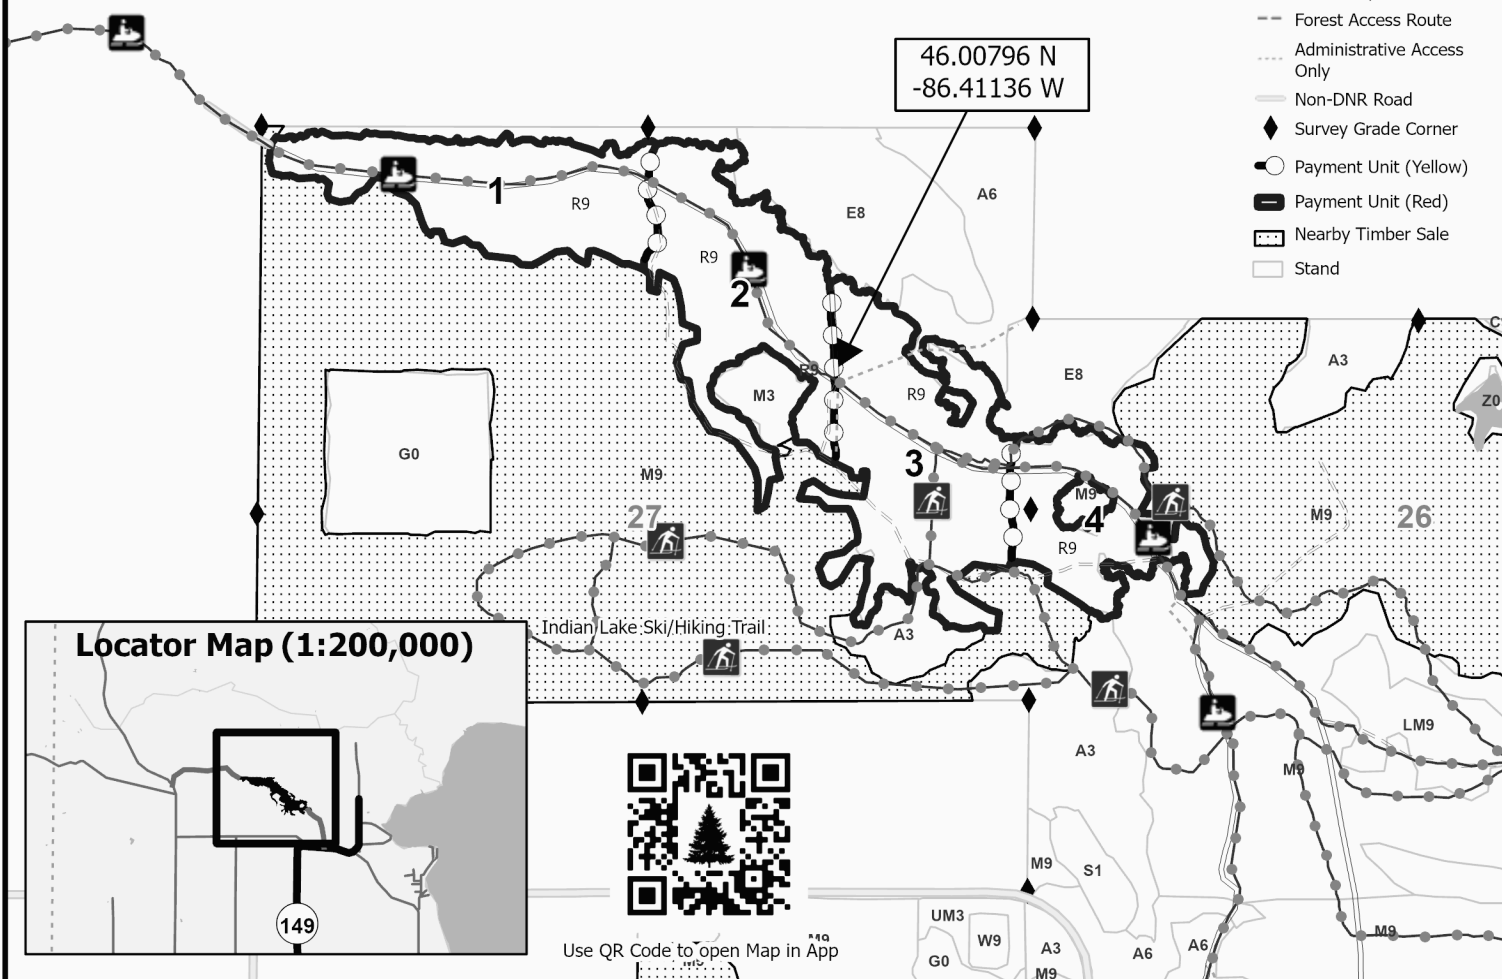 Forest Access Route
Administrative Access
Only
Non-DNR Road
Survey Grade Corner
Payment Unit (Yellow)
Payment Unit (Red)
Nearby Timber Sale
Stand
46.00796 N
-86.41136 W
1
R9
E8
A6
R9
2
R9
M3
R9
E8
A3
Z0
G0
M9
3
M9
4
R9
27
M9
26
Indian Lake Ski/Hiking Trail
A3
Locator Map (1:200,000)
149
A3
LM9
M9
M9
S1
UM3
W9
G0
A3
M9
A6
A6
M9
M9
M9
Use QR Code to open Map in App